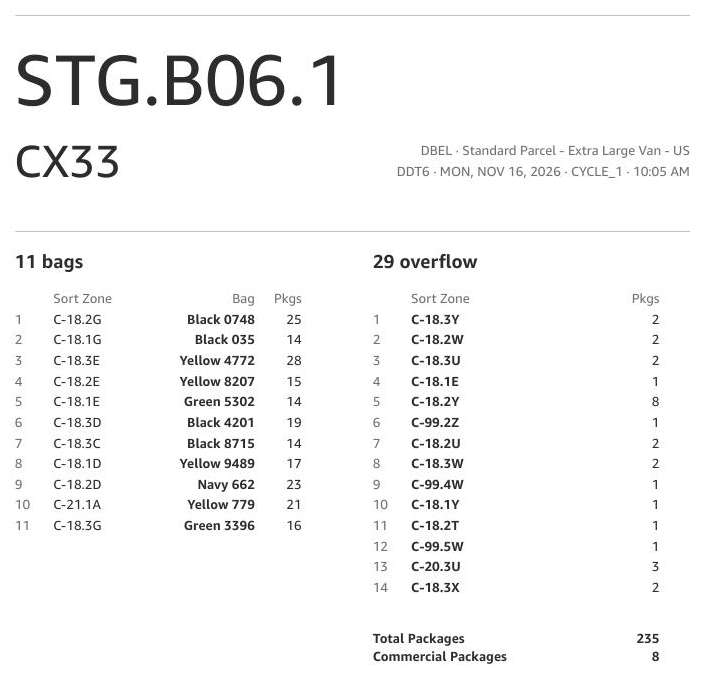 STG.B06.1
CX33
DBEL · Standard Parcel - Extra Large Van - US
DDT6 · MON, NOV 16, 2026 · CYCLE_1 · 10:05 AM
11 bags
Sort Zone Bag Pkgs
1 C-18.2G Black 0748 25
2 C-18.1G Black 035 14
3 C-18.3E Yellow 4772 28
4 C-18.2E Yellow 8207 15
5 C-18.1E Green 5302 14
6 C-18.3D Black 4201 19
7 C-18.3C Black 8715 14
8 C-18.1D Yellow 9489 17
9 C-18.2D Navy 662 23
10 C-21.1A Yellow 779 21
11 C-18.3G Green 3396 16
29 overflow
Sort Zone Pkgs
1 C-18.3Y 2
2 C-18.2W 2
3 C-18.3U 2
4 C-18.1E 1
5 C-18.2Y 8
6 C-99.2Z 1
7 C-18.2U 2
8 C-18.3W 2
9 C-99.4W 1
10 C-18.1Y 1
11 C-18.2T 1
12 C-99.5W 1
13 C-20.3U 3
14 C-18.3X 2
Total Packages 235
Commercial Packages 8